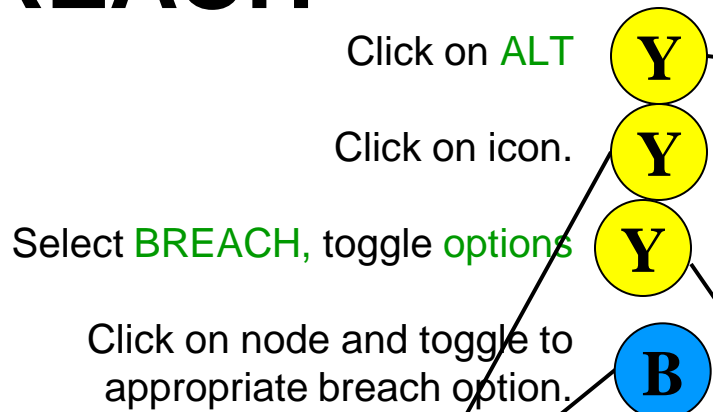 REACH
Click on ALT Y
Click on icon. Y
Select BREACH, toggle options Y
Click on node and toggle to
appropriate breach option. B